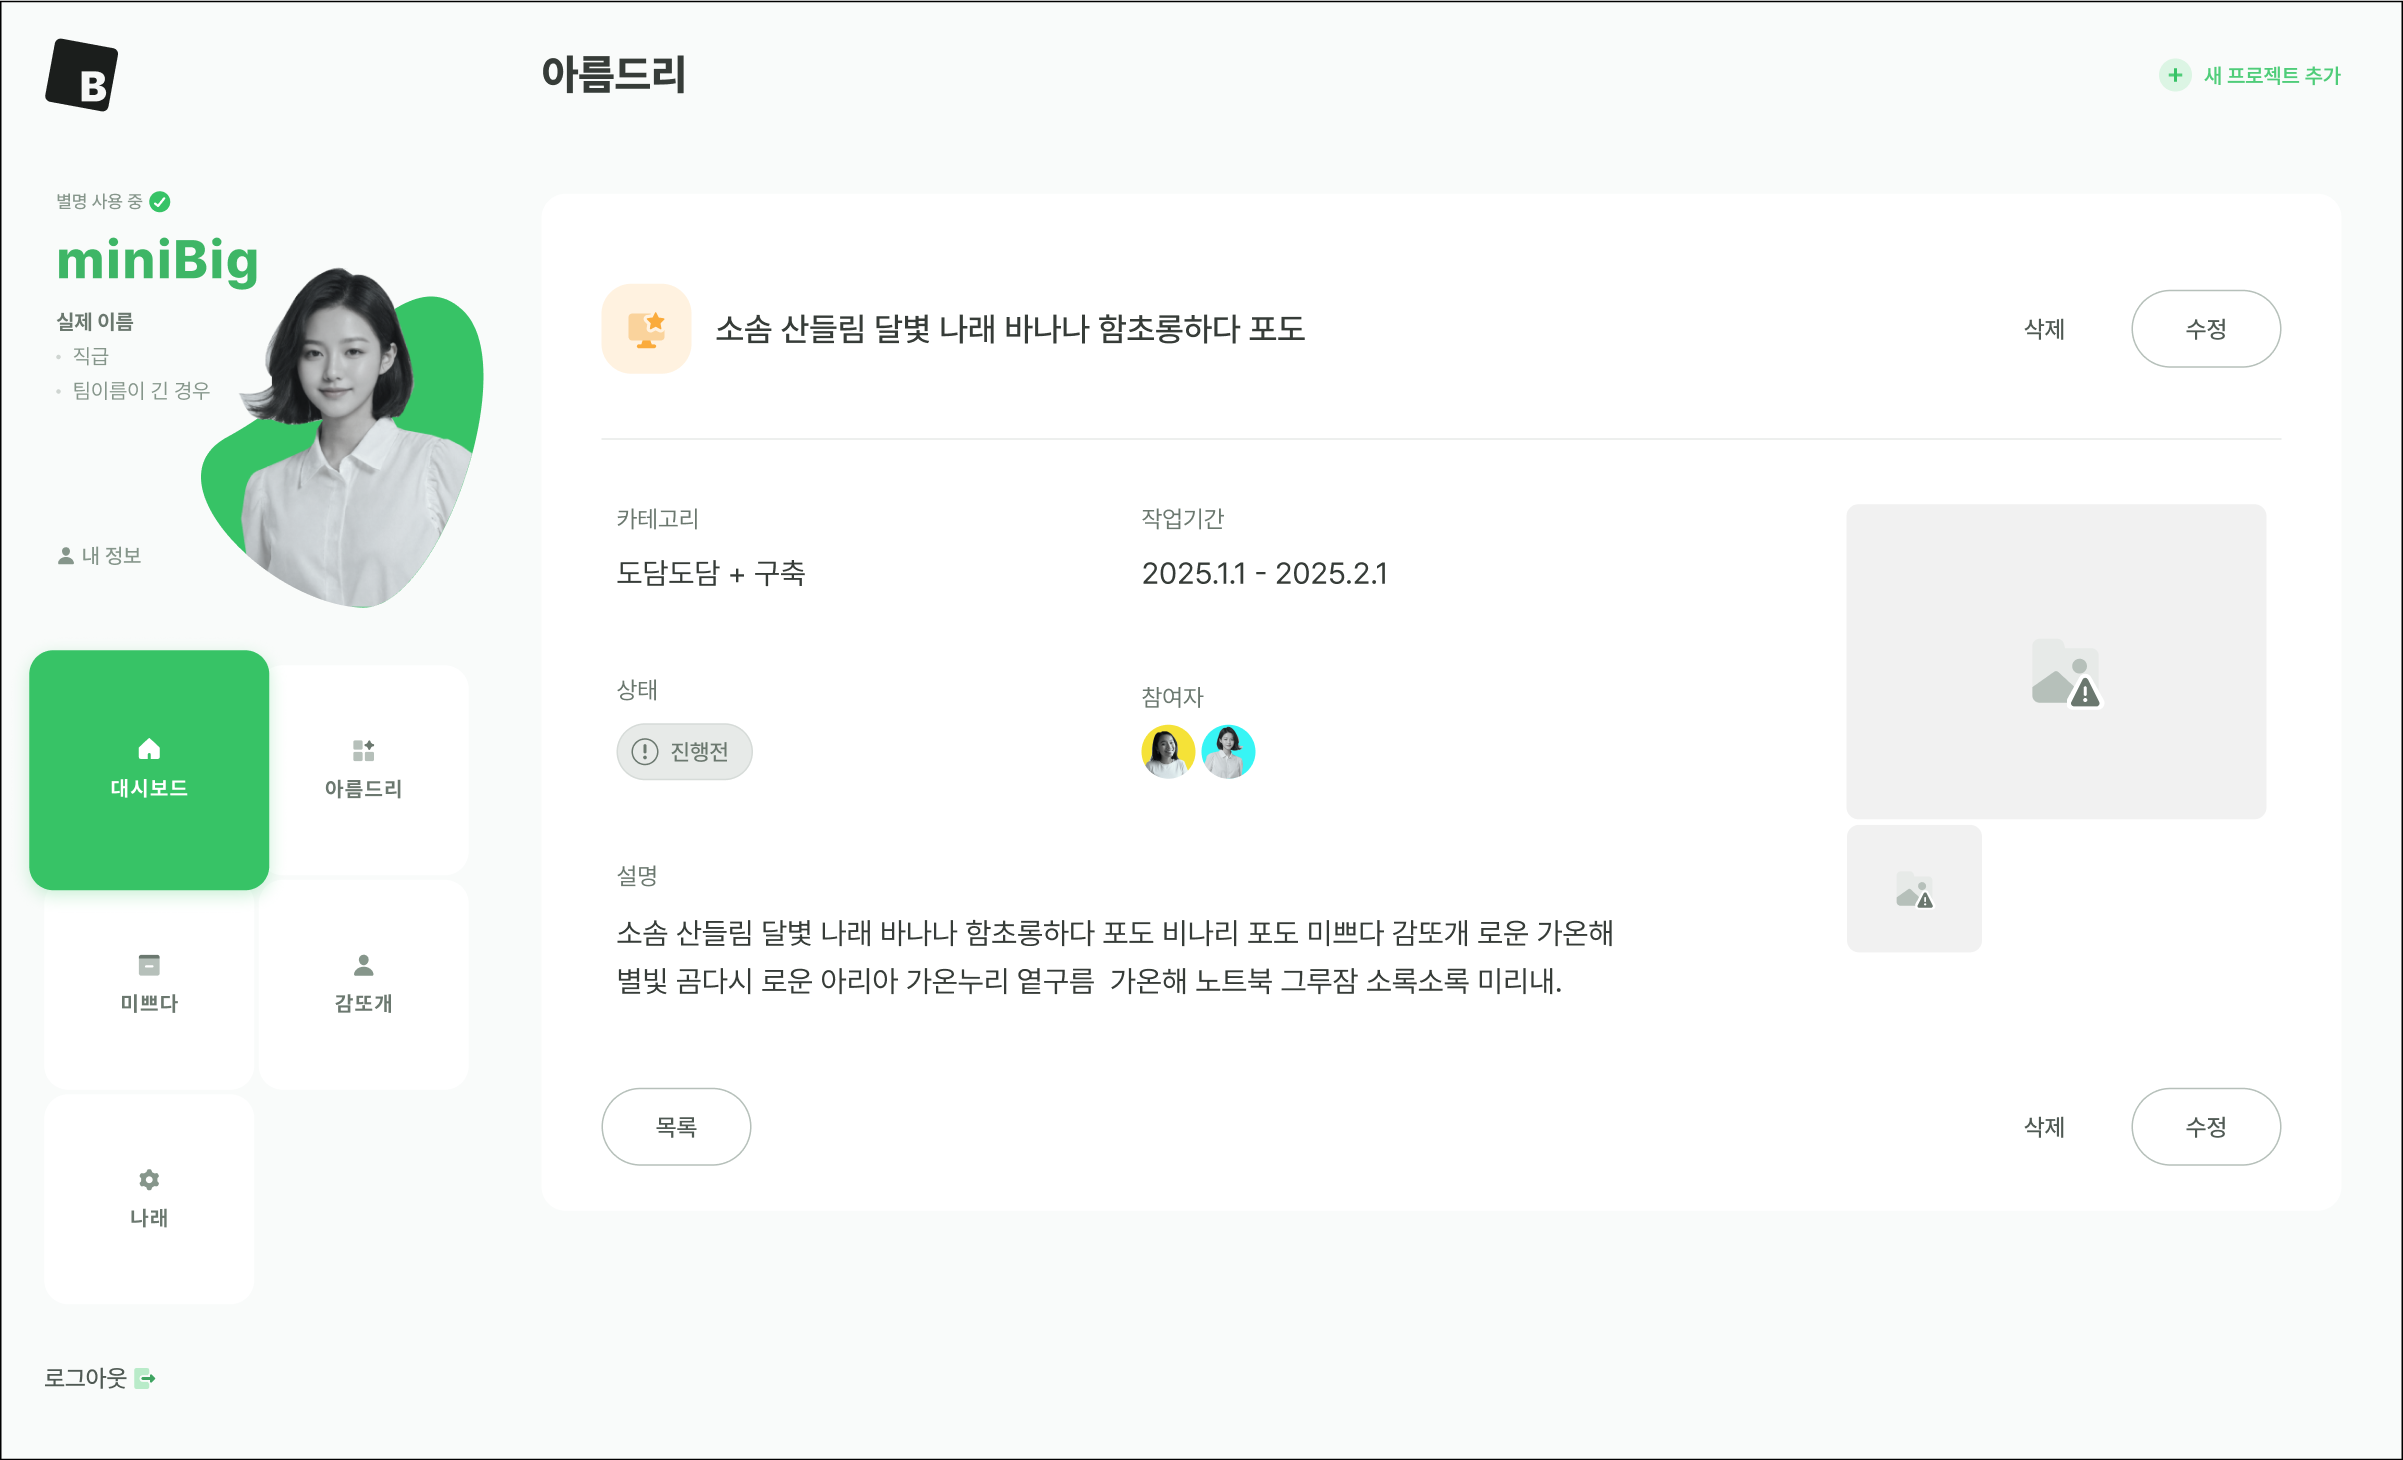 B
아름드리
새 프로젝트 추가
별명 사용 중
miniBig
실제 이름
직급
팀이름이 긴 경우
내 정보
대시보드
아름드리
미쁘다
감또개
나래
로그아웃
소솜 산들림 달볓 나래 바나나 함초롱하다 포도
삭제
수정
카테고리
도담도담 + 구축
작업기간
2025.1.1 - 2025.2.1
상태
진행전
참여자
설명
소솜 산들림 달볓 나래 바나나 함초롱하다 포도 비나리 포도 미쁘다 감또개 로운 가온해
별빛 곰다시 로운 아리아 가온누리 옅구름  가온해 노트북 그루잠 소록소록 미리내.
목록
삭제
수정